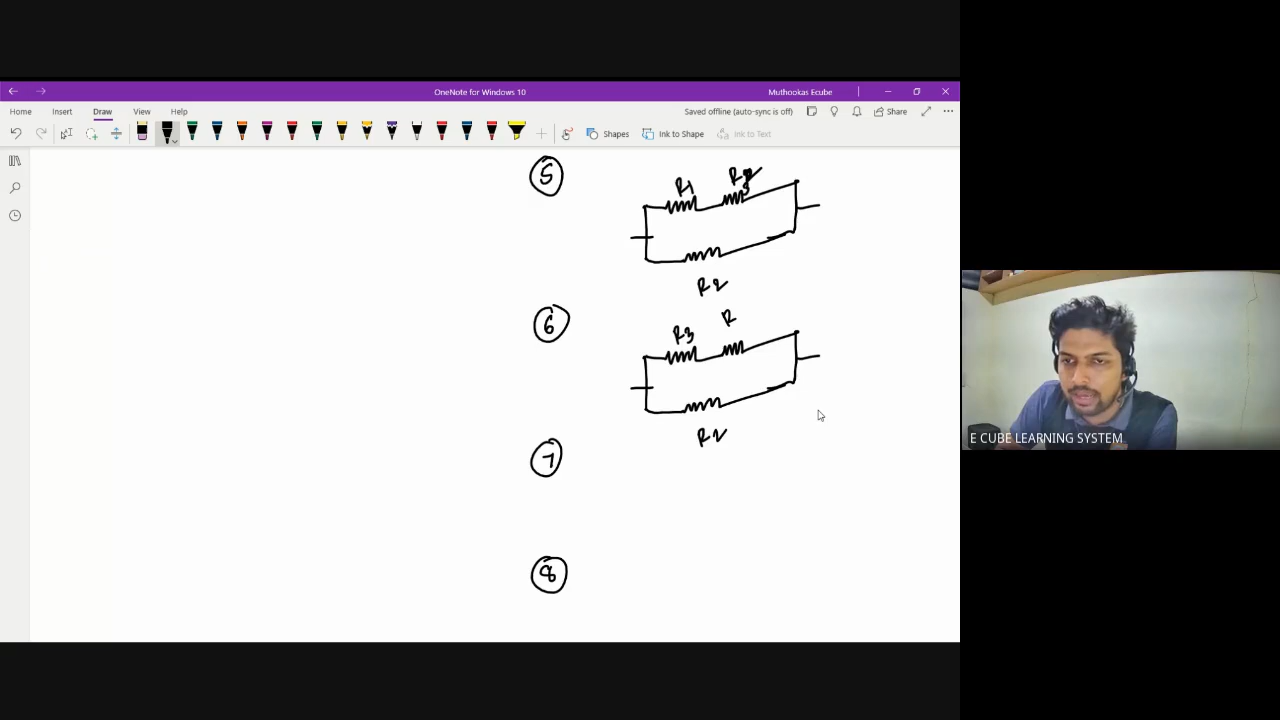 OneNote for Windows 10
Muthookas Ecube
Home Insert Draw View Help
Saved offline (auto-sync is off)
Share
Shapes
Ink to Shape
Ink to Text
5
R1
R2
6
R3 R
R2
7
8
E CUBE LEARNING SYSTEM